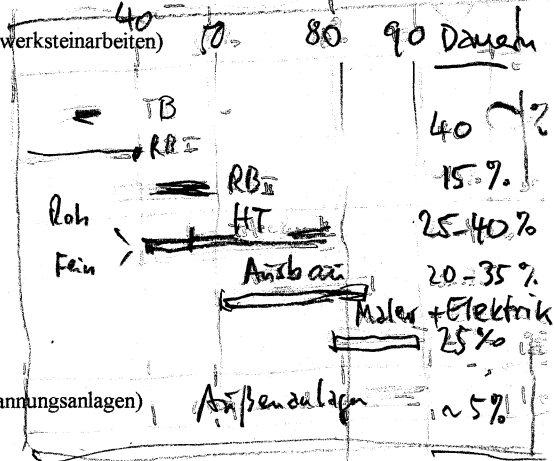 40
werksteinarbeiten) 50 80 90 Dauern
TB
40 %
RB I
RB II 15 %
Roh HT 25-40 %
Fein Ausbau 20-35 %
Maler + Elektrik
25 %
annungsanlagen) Außenanlagen ~5 %